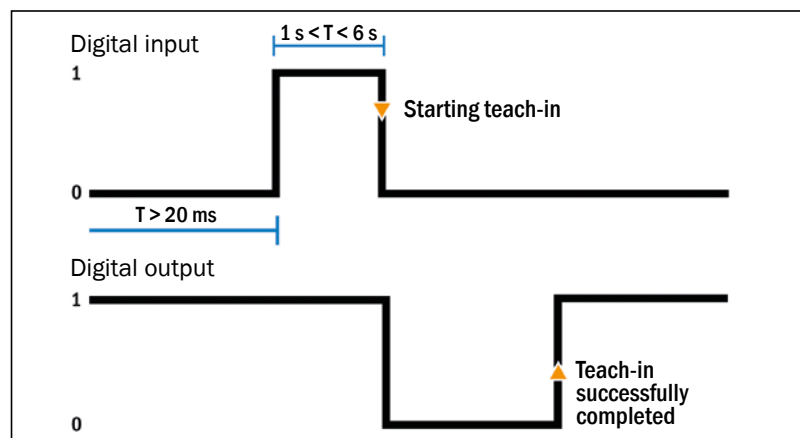 1 s < T < 6 s
Digital input
1
Starting teach-in
0
T > 20 ms
Digital output
1
Teach-in
successfully
completed
0